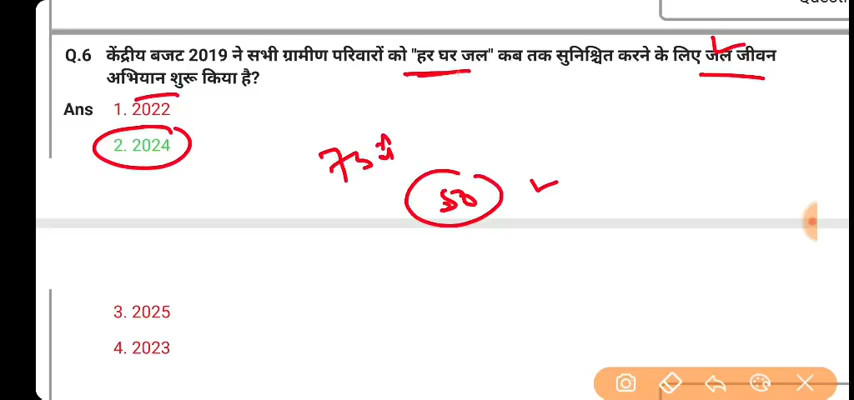 Q.6 केंद्रीय बजट 2019 ने सभी ग्रामीण परिवारों को "हर घर जल" कब तक सुनिश्चित करने के लिए जल जीवन
अभियान शुरू किया है?
Ans 1. 2022
2. 2024
3. 2025
4. 2023